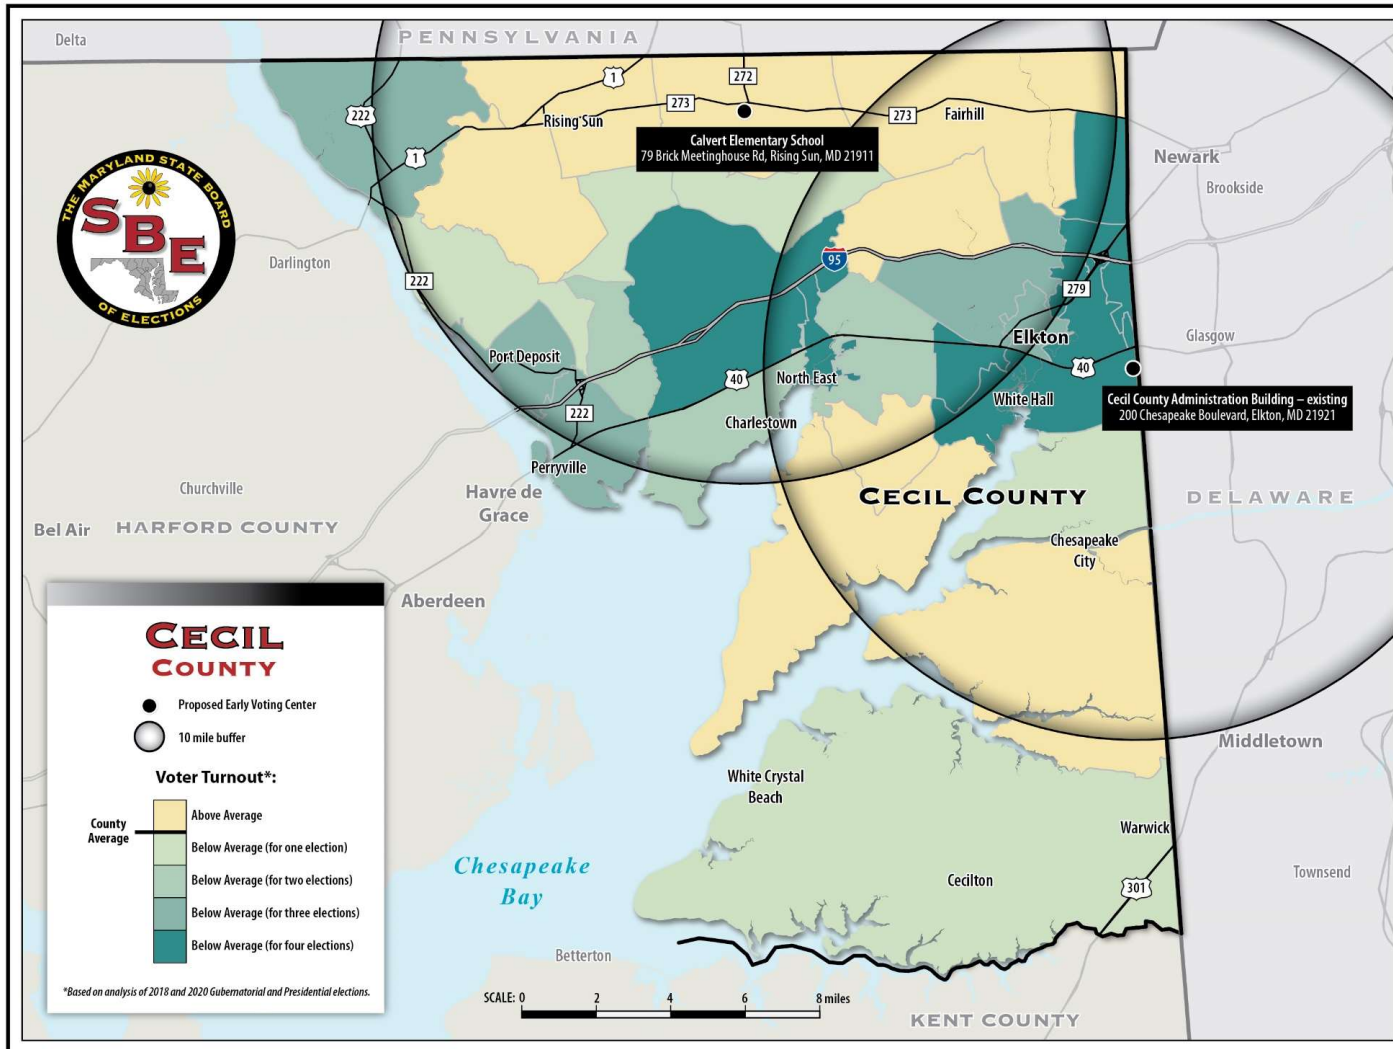 Delta
PENNSYLVANIA
1
272
222
273
273
Rising Sun
Fairhill
Calvert Elementary School
79 Brick Meetinghouse Rd, Rising Sun, MD 21911
1
Newark
Brookside
THE MARYLAND STATE BOARD
SBE
OF ELECTIONS
Darlington
95
222
279
Glasgow
Elkton
Port Deposit
40
40
North East
White Hall
Cecil County Administration Building – existing
200 Chesapeake Boulevard, Elkton, MD 21921
222
Charlestown
Perryville
Churchville
Havre de
Grace
CECIL COUNTY
DELAWARE
Bel Air
HARFORD COUNTY
Chesapeake
City
Aberdeen
CECIL
COUNTY
Proposed Early Voting Center
10 mile buffer
Voter Turnout*:
County
Average
Above Average
Below Average (for one election)
Below Average (for two elections)
Below Average (for three elections)
Below Average (for four elections)
*Based on analysis of 2018 and 2020 Gubernatorial and Presidential elections.
Middletown
White Crystal
Beach
Warwick
Chesapeake
Bay
Cecilton
301
Townsend
Betterton
SCALE: 0 2 4 6 8 miles
KENT COUNTY